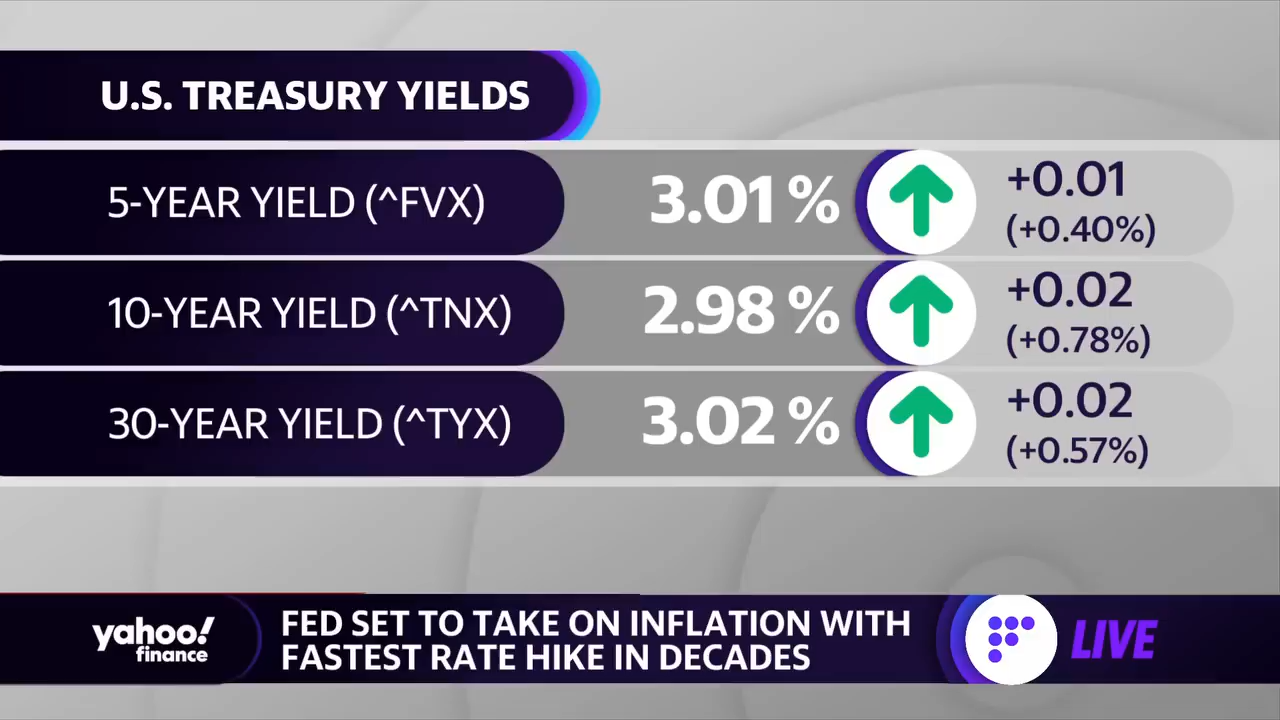 U.S. TREASURY YIELDS
5-YEAR YIELD (^FVX) 3.01 % +0.01
(+0.40%)
10-YEAR YIELD (^TNX) 2.98 % +0.02
(+0.78%)
30-YEAR YIELD (^TYX) 3.02 % +0.02
(+0.57%)
yahoo!
finance
FED SET TO TAKE ON INFLATION WITH
FASTEST RATE HIKE IN DECADES
LIVE